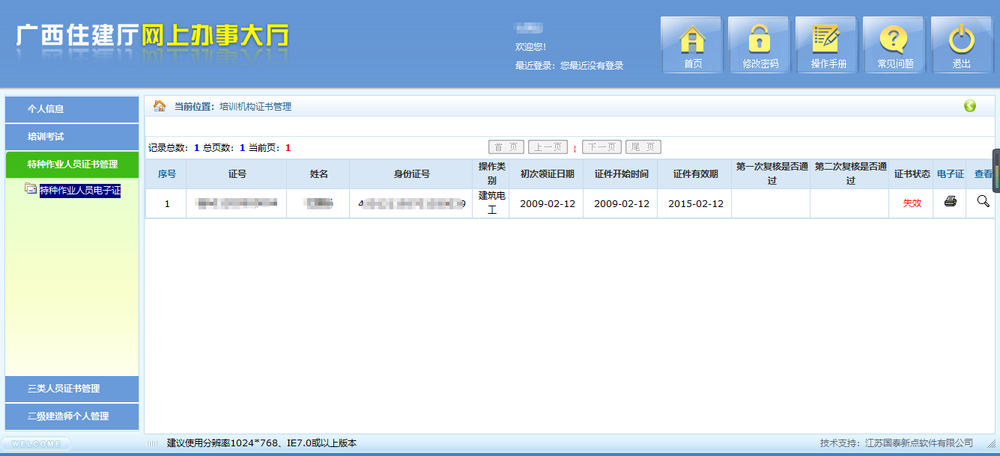 广西住建厅网上办事大厅
欢迎您!
最近登录：您最近没有登录
首页
修改密码
操作手册
常见问题
退出
个人信息
培训考试
特种作业人员证书管理
特种作业人员电子证
三类人员证书管理
二级建造师个人管理
WELCOME
当前位置：培训机构证书管理
记录总数：1 总页数：1 当前页：1
首 页 上一页 ¦ 下一页 尾 页
序号 证号 姓名 身份证号 操作类别 初次领证日期 证件开始时间 证件有效期 第一次复核是否通过 第二次复核是否通过 证书状态 电子证 查看
1 4 9 建筑电工 2009-02-12 2009-02-12 2015-02-12 失效
建议使用分辨率1024*768、IE7.0或以上版本
技术支持：江苏国泰新点软件有限公司